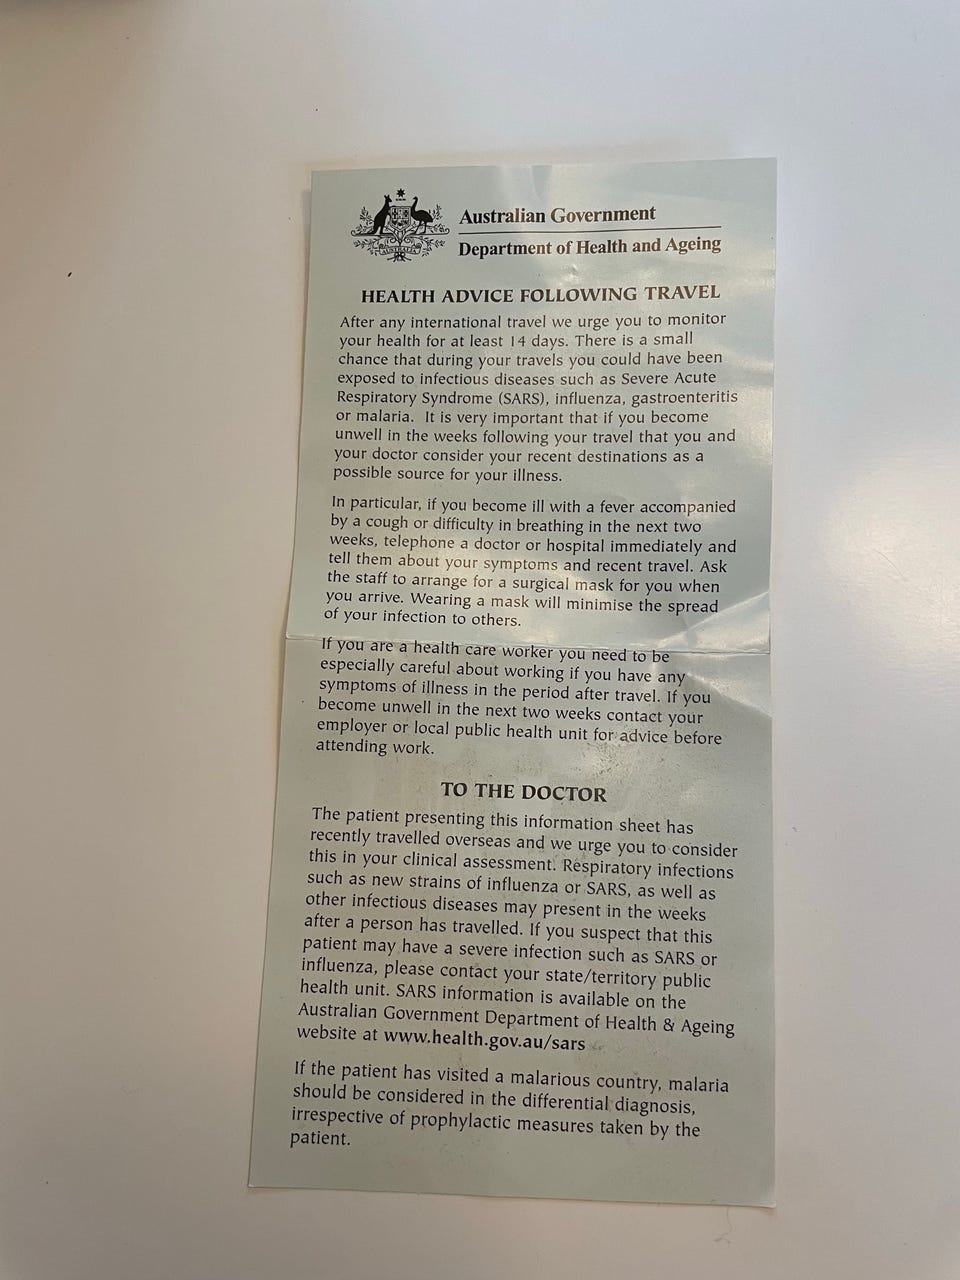 AUSTRALIA
Australian Government
Department of Health and Ageing
HEALTH ADVICE FOLLOWING TRAVEL
After any international travel we urge you to monitor
your health for at least 14 days. There is a small
chance that during your travels you could have been
exposed to infectious diseases such as Severe Acute
Respiratory Syndrome (SARS), influenza, gastroenteritis
or malaria. It is very important that if you become
unwell in the weeks following your travel that you and
your doctor consider your recent destinations as a
possible source for your illness.
In particular, if you become ill with a fever accompanied
by a cough or difficulty in breathing in the next two
weeks, telephone a doctor or hospital immediately and
tell them about your symptoms and recent travel. Ask
the staff to arrange for a surgical mask for you when
you arrive. Wearing a mask will minimise the spread
of your infection to others.
If you are a health care worker you need to be
especially careful about working if you have any
symptoms of illness in the period after travel. If you
become unwell in the next two weeks contact your
employer or local public health unit for advice before
attending work.
TO THE DOCTOR
The patient presenting this information sheet has
recently travelled overseas and we urge you to consider
this in your clinical assessment. Respiratory infections
such as new strains of influenza or SARS, as well as
other infectious diseases may present in the weeks
after a person has travelled. If you suspect that this
patient may have a severe infection such as SARS or
influenza, please contact your state/territory public
health unit. SARS information is available on the
Australian Government Department of Health & Ageing
website at www.health.gov.au/sars
If the patient has visited a malarious country, malaria
should be considered in the differential diagnosis,
irrespective of prophylactic measures taken by the
patient.